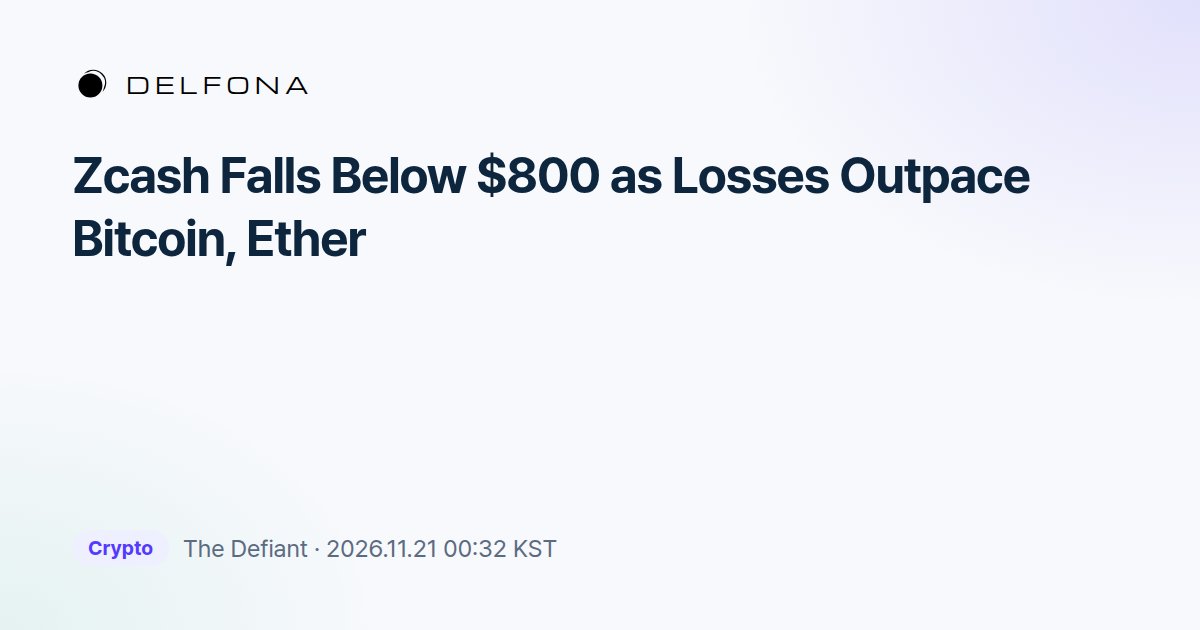 DELFONA
Zcash Falls Below $800 as Losses Outpace
Bitcoin, Ether
Crypto The Defiant · 2026.11.21 00:32 KST